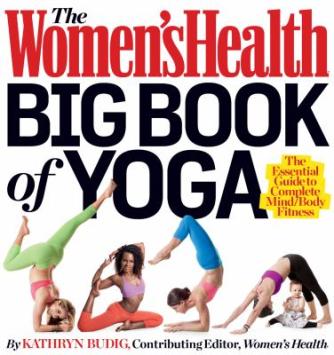 The
Women'sHealth
BIG BOOK
of YOGA
The
Essential
Guide to
Complete
Mind/Body
Fitness
By KATHRYN BUDIG, Contributing Editor, Women's Health